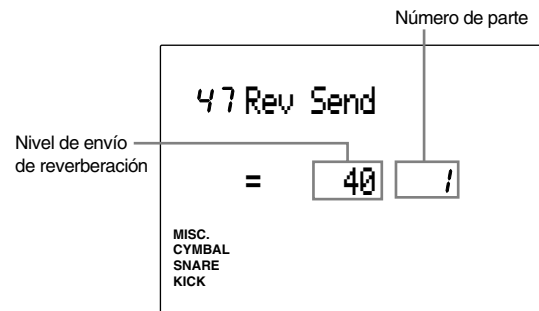 Número de parte
47 Rev Send
Nivel de envío
de reverberación
= 40 1
MISC.
CYMBAL
SNARE
KICK